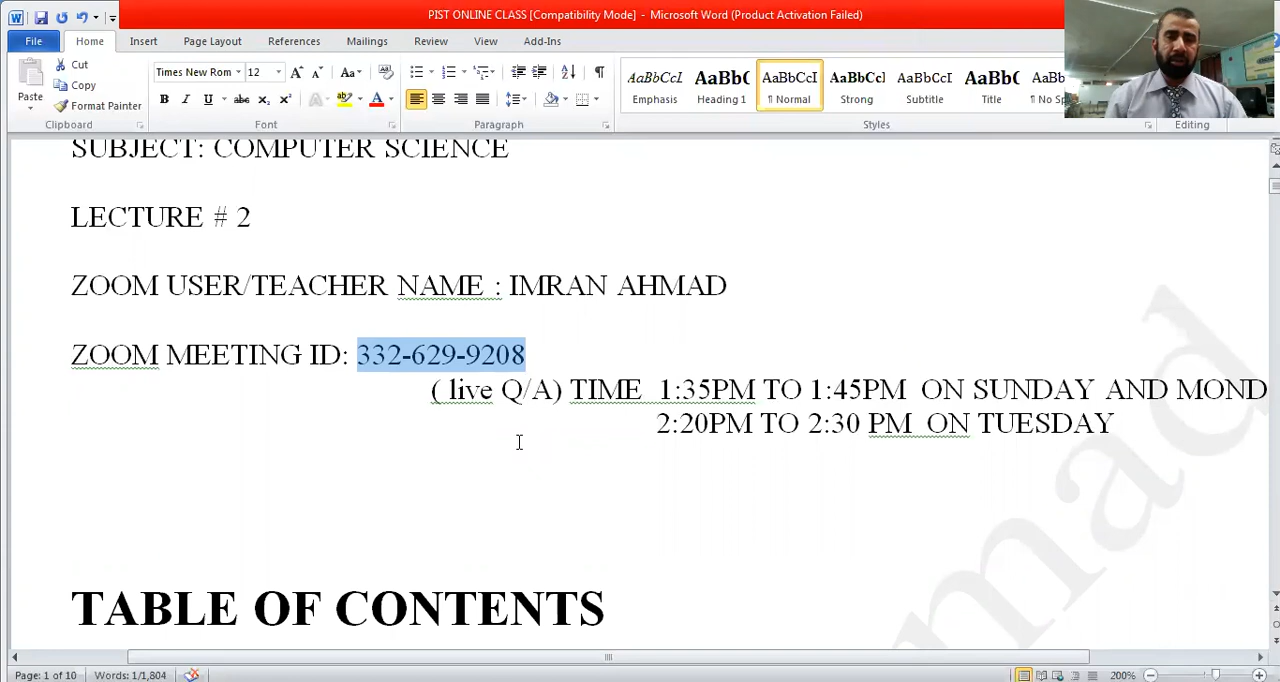 PIST ONLINE CLASS [Compatibility Mode] - Microsoft Word (Product Activation Failed)
File Home Insert Page Layout References Mailings Review View Add-Ins
Paste
Cut
Copy
Format Painter
Clipboard
Times New Rom 12
Font
Paragraph
AaBbCcL AaBbC AaBbCcI AaBbCc AaBbCcD AaBb( AaBb
Emphasis Heading 1 ¶ Normal Strong Subtitle Title ¶ No Sp
Styles
Editing
SUBJECT: COMPUTER SCIENCE
LECTURE # 2
ZOOM USER/TEACHER NAME : IMRAN AHMAD
ZOOM MEETING ID: 332-629-9208
( live Q/A) TIME 1:35PM TO 1:45PM ON SUNDAY AND MOND
2:20PM TO 2:30 PM ON TUESDAY
TABLE OF CONTENTS
mad
Page: 1 of 10 Words: 1/1,804 200%